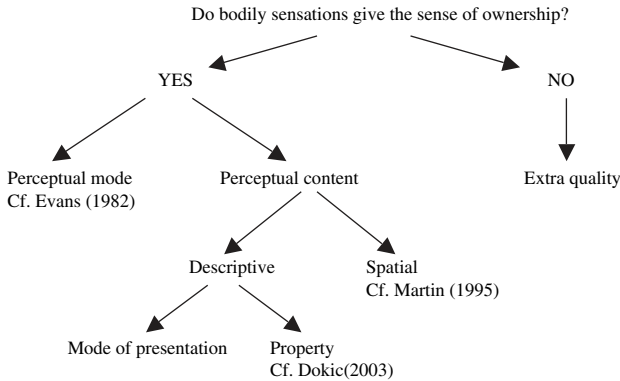 Do bodily sensations give the sense of ownership?
YES
NO
Perceptual mode
Cf. Evans (1982)
Perceptual content
Extra quality
Descriptive
Spatial
Cf. Martin (1995)
Mode of presentation
Property
Cf. Dokic(2003)